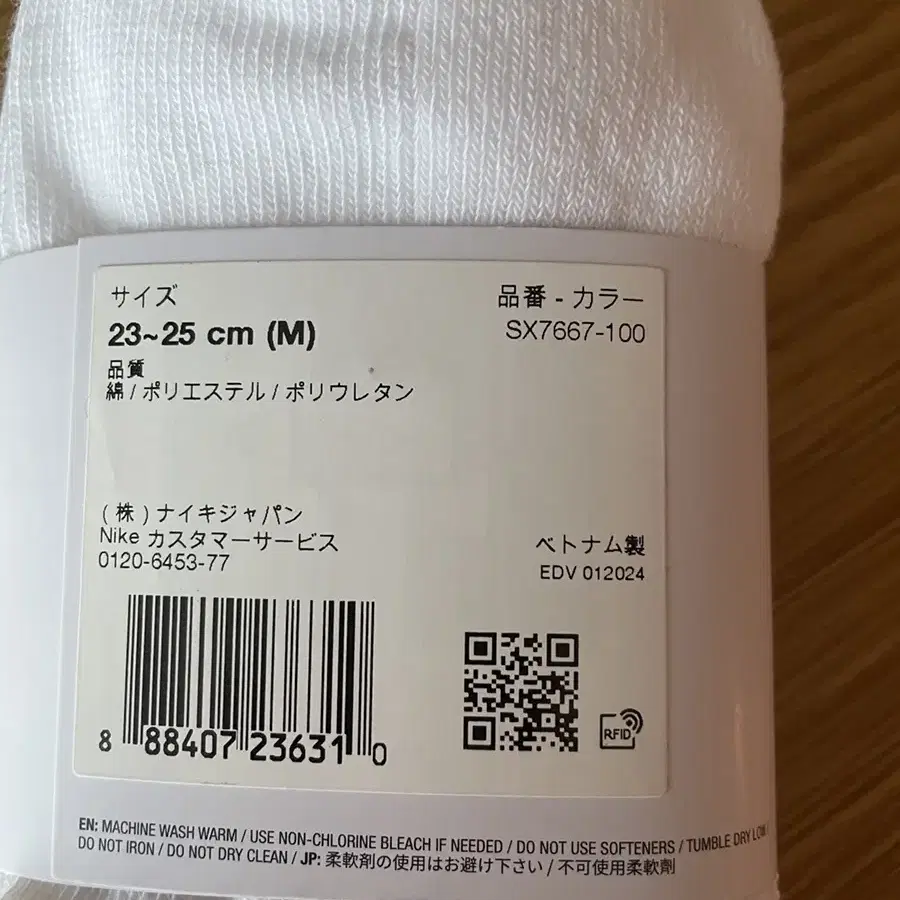 サイズ
23~25 cm (M)
品質
綿 / ポリエステル / ポリウレタン
品番 - カラー
SX7667-100
( 株 ) ナイキジャパン
Nike カスタマーサービス
0120-6453-77
ベトナム製
EDV 012024
8 88407 23631 0
RFID
EN: MACHINE WASH WARM / USE NON-CHLORINE BLEACH IF NEEDED / DO NOT USE SOFTENERS / TUMBLE DRY LOW /
DO NOT IRON / DO NOT DRY CLEAN / JP: 柔軟剤の使用はお避け下さい / 不可使用柔軟劑